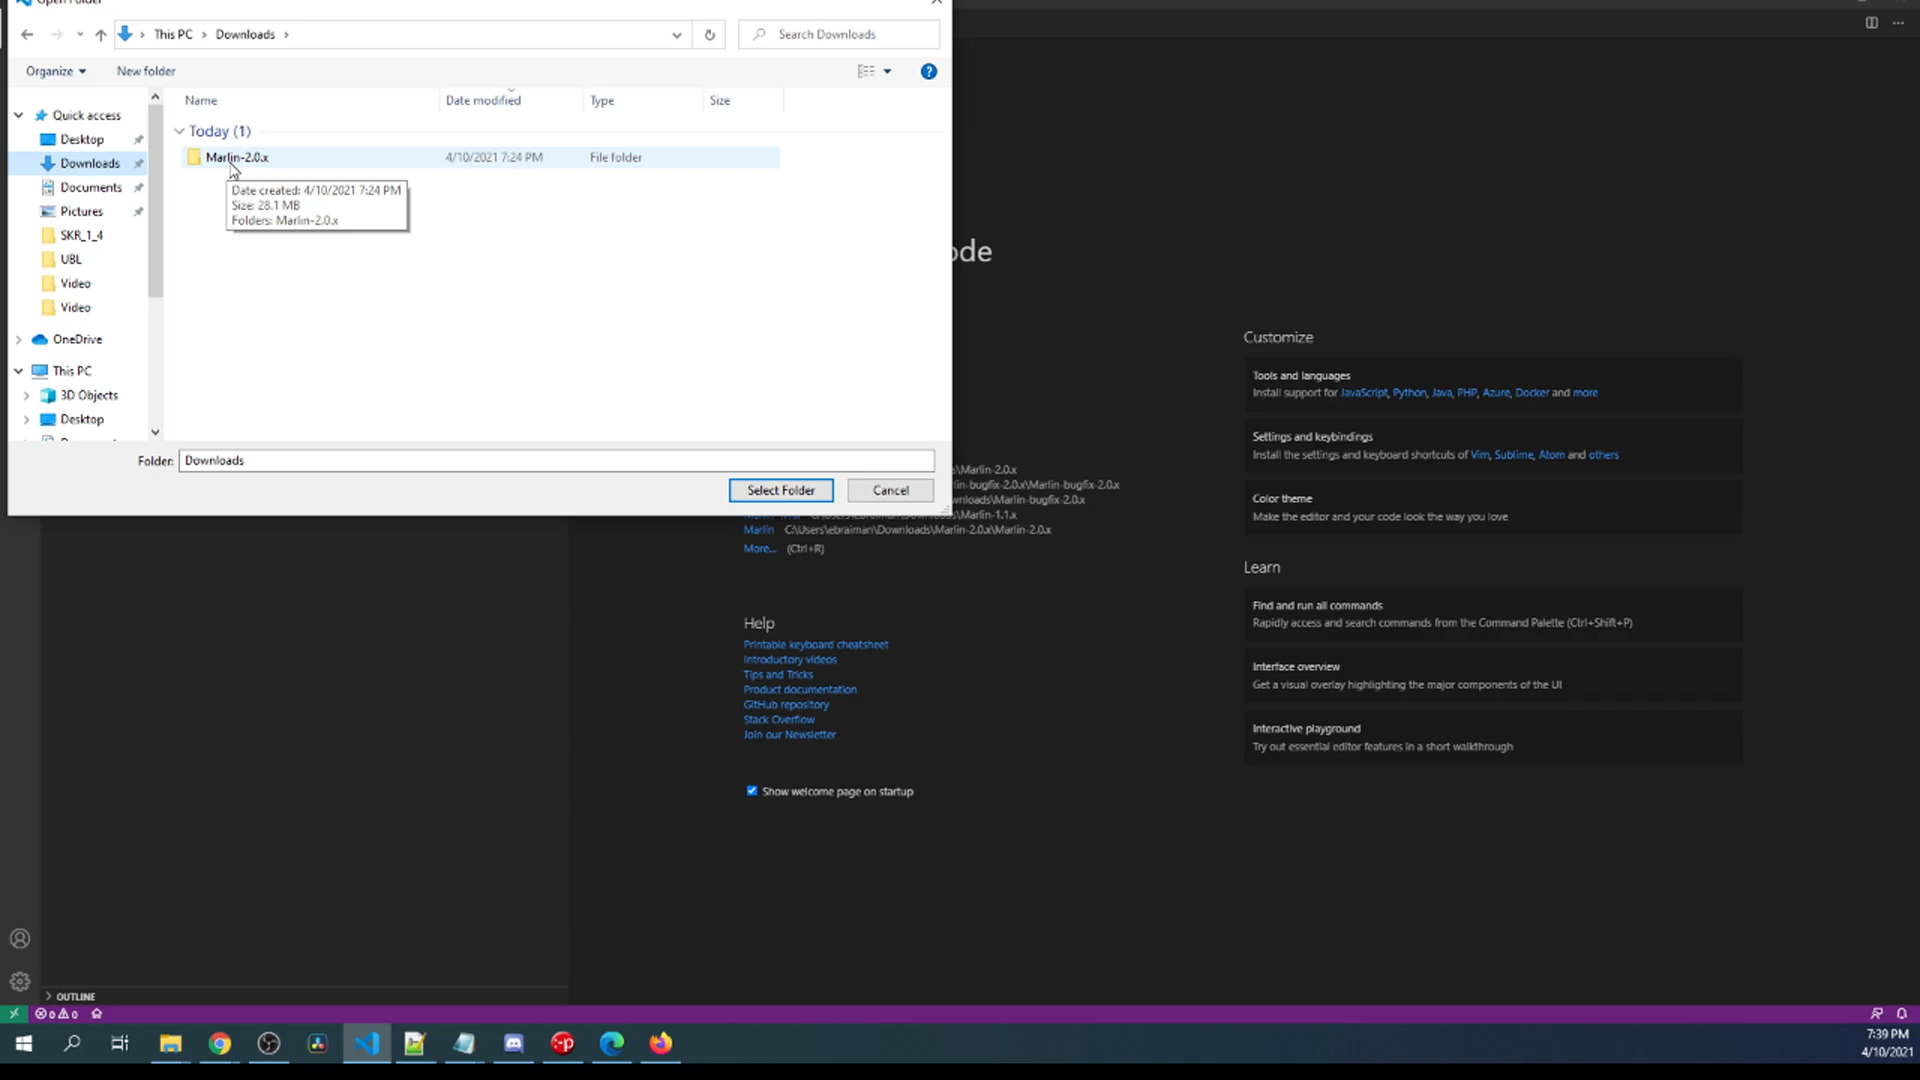 Open Folder
This PC > Downloads >
Search Downloads
Organize
New folder
?
Name
Date modified
Type
Size
Quick access
Desktop
Downloads
Documents
Pictures
SKR_1_4
UBL
Video
Video
OneDrive
This PC
3D Objects
Desktop
Today (1)
Marlin-2.0.x
4/10/2021 7:24 PM
File folder
Date created: 4/10/2021 7:24 PM
Size: 28.1 MB
Folders: Marlin-2.0.x
Folder:
Downloads
Select Folder
Cancel
ode
s\Marlin-2.0.x
lin-bugfix-2.0.x\Marlin-bugfix-2.0.x
wnloads\Marlin-bugfix-2.0.x
\Marlin-1.1.x
Marlin C:\Users\ebraiman\Downloads\Marlin-2.0.x\Marlin-2.0.x
More... (Ctrl+R)
Help
Printable keyboard cheatsheet
Introductory videos
Tips and Tricks
Product documentation
GitHub repository
Stack Overflow
Join our Newsletter
Show welcome page on startup
Customize
Tools and languages
Install support for JavaScript, Python, Java, PHP, Azure, Docker and more
Settings and keybindings
Install the settings and keyboard shortcuts of Vim, Sublime, Atom and others
Color theme
Make the editor and your code look the way you love
Learn
Find and run all commands
Rapidly access and search commands from the Command Palette (Ctrl+Shift+P)
Interface overview
Get a visual overlay highlighting the major components of the UI
Interactive playground
Try out essential editor features in a short walkthrough
OUTLINE
0 0
7:39 PM
4/10/2021